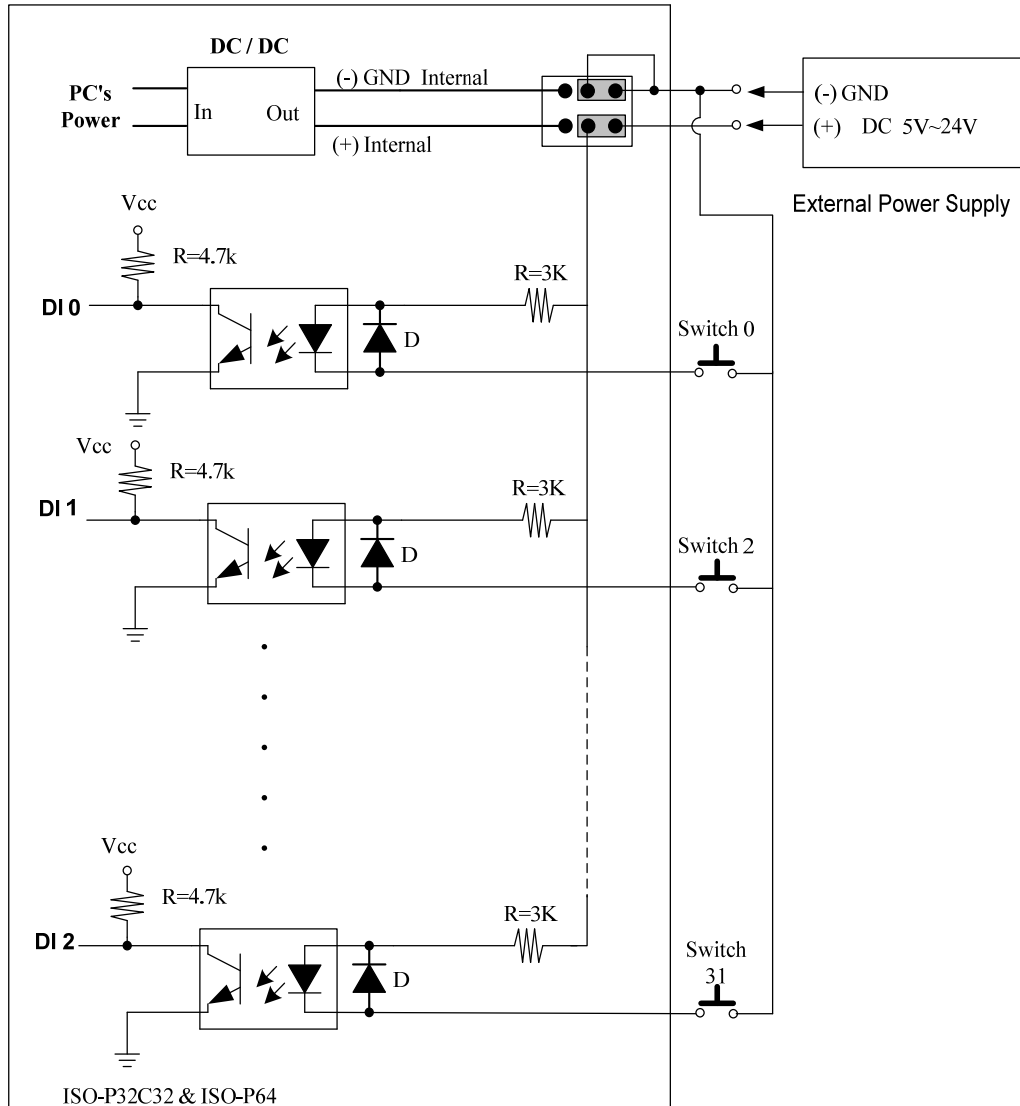 DC / DC
PC's
Power
In
Out
(-) GND Internal
(+) Internal
(-) GND
(+) DC 5V~24V
External Power Supply
Vcc
R=4.7k
DI 0
D
R=3K
Switch 0
Vcc
R=4.7k
DI 1
D
R=3K
Switch 2
Vcc
R=4.7k
DI 2
D
R=3K
Switch
31
ISO-P32C32 & ISO-P64